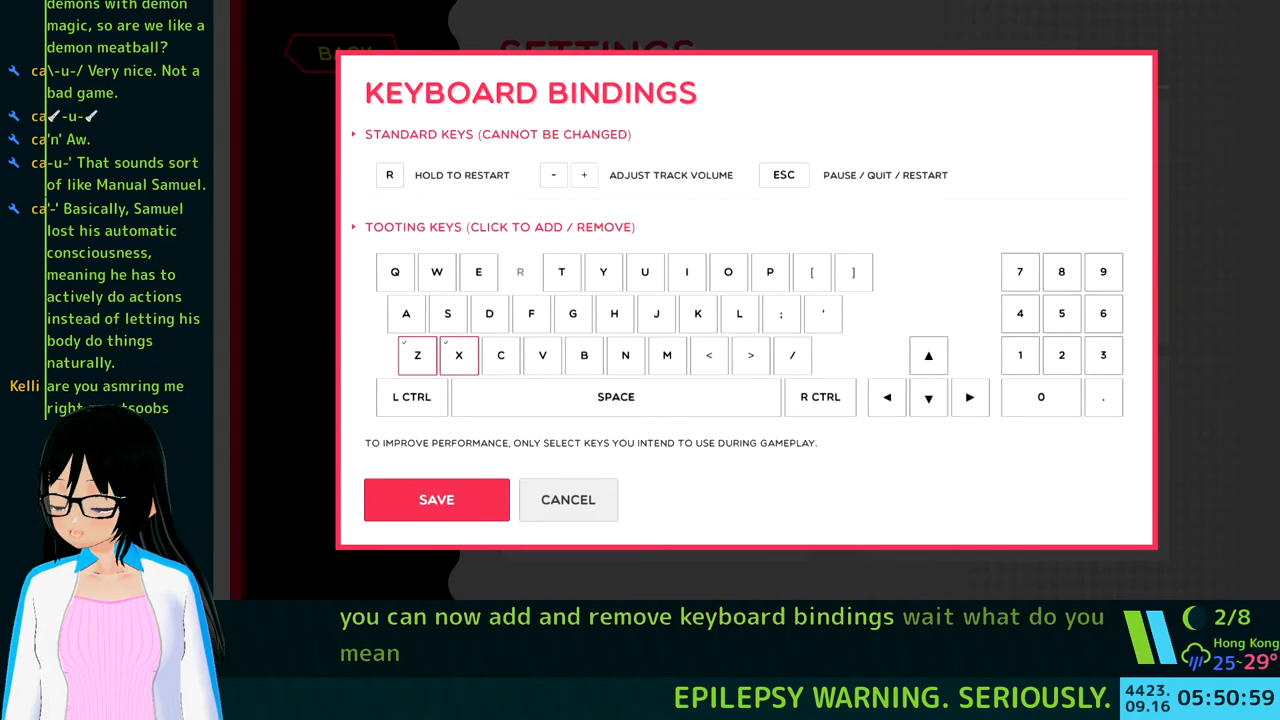 demons with demon
magic, so are we like a
demon meatball?
ca \-u-/ Very nice. Not a
bad game.
ca -u-
ca 'n' Aw.
ca -u-' That sounds sort
of like Manual Samuel.
ca '-' Basically, Samuel
lost his automatic
consciousness,
meaning he has to
actively do actions
instead of letting his
body do things
naturally.
Kelli are you asmring me
right
BACK
SETTINGS
KEYBOARD BINDINGS
STANDARD KEYS (CANNOT BE CHANGED)
R HOLD TO RESTART - + ADJUST TRACK VOLUME ESC PAUSE / QUIT / RESTART
TOOTING KEYS (CLICK TO ADD / REMOVE)
Q W E R T Y U I O P [ ] 7 8 9
A S D F G H J K L ; ' 4 5 6
Z X C V B N M < > / ▲ 1 2 3
L CTRL SPACE R CTRL ◄ ▼ ► 0 .
TO IMPROVE PERFORMANCE, ONLY SELECT KEYS YOU INTEND TO USE DURING GAMEPLAY.
SAVE CANCEL
you can now add and remove keyboard bindings wait what do you
mean
2/8
Hong Kong
25~29°
EPILEPSY WARNING. SERIOUSLY.
4423.
09.16
05:50:59